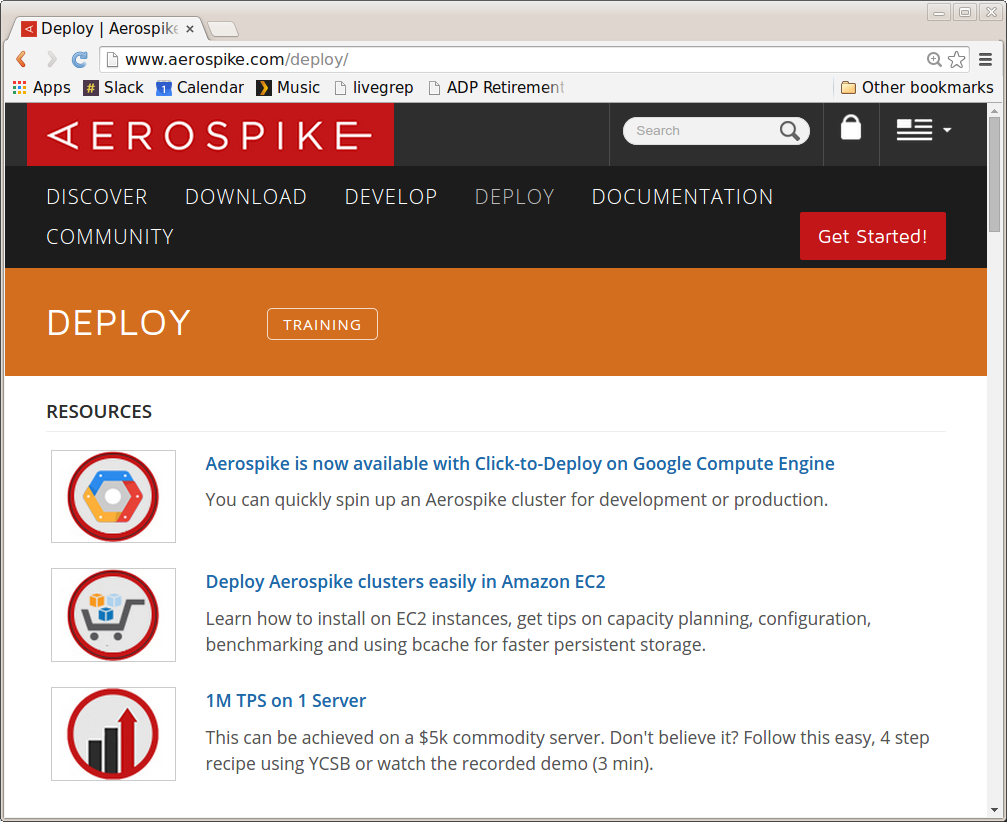 Deploy | Aerospike
www.aerospike.com/deploy/
Apps # Slack 1 Calendar Music livegrep ADP Retirement Other bookmarks
AEROSPIKE Search
DISCOVER DOWNLOAD DEVELOP DEPLOY DOCUMENTATION
COMMUNITY Get Started!
DEPLOY TRAINING
RESOURCES
Aerospike is now available with Click-to-Deploy on Google Compute Engine
You can quickly spin up an Aerospike cluster for development or production.
Deploy Aerospike clusters easily in Amazon EC2
Learn how to install on EC2 instances, get tips on capacity planning, configuration,
benchmarking and using bcache for faster persistent storage.
1M TPS on 1 Server
This can be achieved on a $5k commodity server. Don't believe it? Follow this easy, 4 step
recipe using YCSB or watch the recorded demo (3 min).